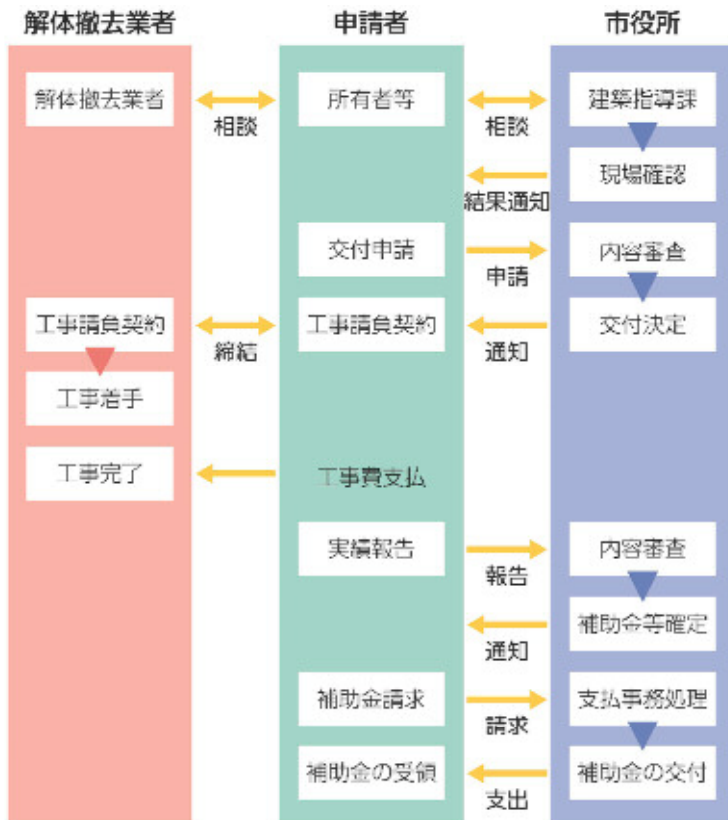 解体撤去業者
申請者
市役所
解体撤去業者
相談
所有者等
相談
建築指導課
結果通知
現場確認
交付申請
申請
内容審査
工事請負契約
締結
工事請負契約
通知
交付決定
工事着手
工事完了
工事費支払
実績報告
報告
内容審査
通知
補助金等確定
補助金請求
請求
支払事務処理
補助金の受領
支出
補助金の交付